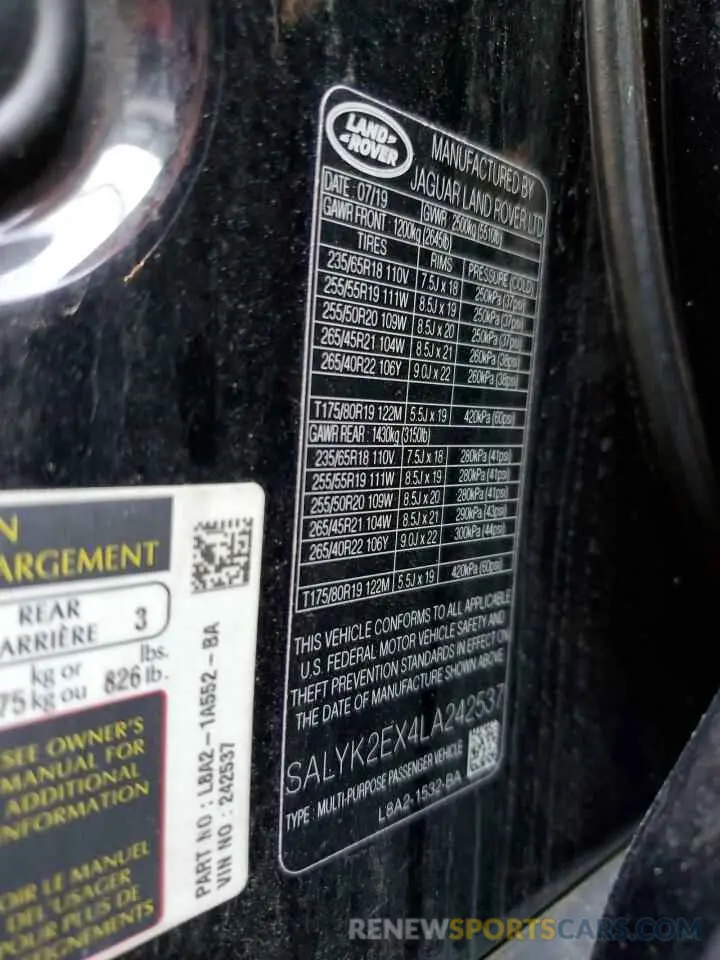 LAND
ROVER
MANUFACTURED BY
JAGUAR LAND ROVER LTD
DATE : 07/19 GVWR : 2500kg (5510lb)
GAWR FRONT : 1200kg (2645lb)
TIRES RIMS PRESSURE (COLD)
235/65R18 110V 7.5J x 18 250kPa (37psi)
255/55R19 111W 8.5J x 19 250kPa (37psi)
255/50R20 109W 8.5J x 20 250kPa (37psi)
265/45R21 104W 8.5J x 21 260kPa (38psi)
265/40R22 106Y 9.0J x 22 260kPa (38psi)
T175/80R19 122M 5.5J x 19 420kPa (60psi)
GAWR REAR : 1430kg (3150lb)
235/65R18 110V 7.5J x 18 280kPa (41psi)
255/55R19 111W 8.5J x 19 280kPa (41psi)
255/50R20 109W 8.5J x 20 280kPa (41psi)
265/45R21 104W 8.5J x 21 290kPa (43psi)
265/40R22 106Y 9.0J x 22 300kPa (44psi)
T175/80R19 122M 5.5J x 19 420kPa (60psi)
THIS VEHICLE CONFORMS TO ALL APPLICABLE
U.S. FEDERAL MOTOR VEHICLE SAFETY AND
THEFT PREVENTION STANDARDS IN EFFECT ON
THE DATE OF MANUFACTURE SHOWN ABOVE
SALYK2EX4LA242537
TYPE : MULTI-PURPOSE PASSENGER VEHICLE
L8A2-1532-BA
N
ARGEMENT
REAR
ARRIÈRE 3
kg or lbs.
75 kg ou 826 lb.
SEE OWNER'S
MANUAL FOR
ADDITIONAL
INFORMATION
OIR LE MANUEL
DEL'USAGER
POUR PLUS DE
SEIGNEMENTS
PART NO : L8A2-1A552-BA
VIN NO : 242537
RENEWSPORTSCARS.COM